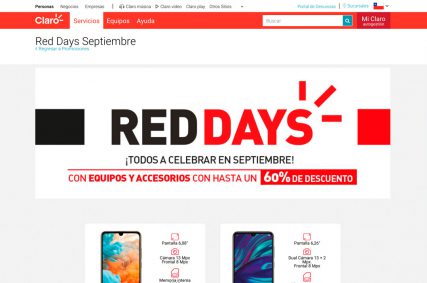 Personas Negocios Empresas Claro música Claro video Claro play Otros Sitios
Portal de Denuncias Sucursales
Claro Servicios Equipos Ayuda Buscar Mi Claro
autogestión
Red Days Septiembre
< Regresar a Promociones
RED DAYS
¡TODOS A CELEBRAR EN SEPTIEMBRE!
CON EQUIPOS Y ACCESORIOS CON HASTA UN 60% DE DESCUENTO
Pantalla 6,08"
Cámara 13 Mpx
Frontal 8 Mpx
Memoria interna
Pantalla 6,26"
Dual Cámara 13 + 2
Mpx
Frontal 8 Mpx